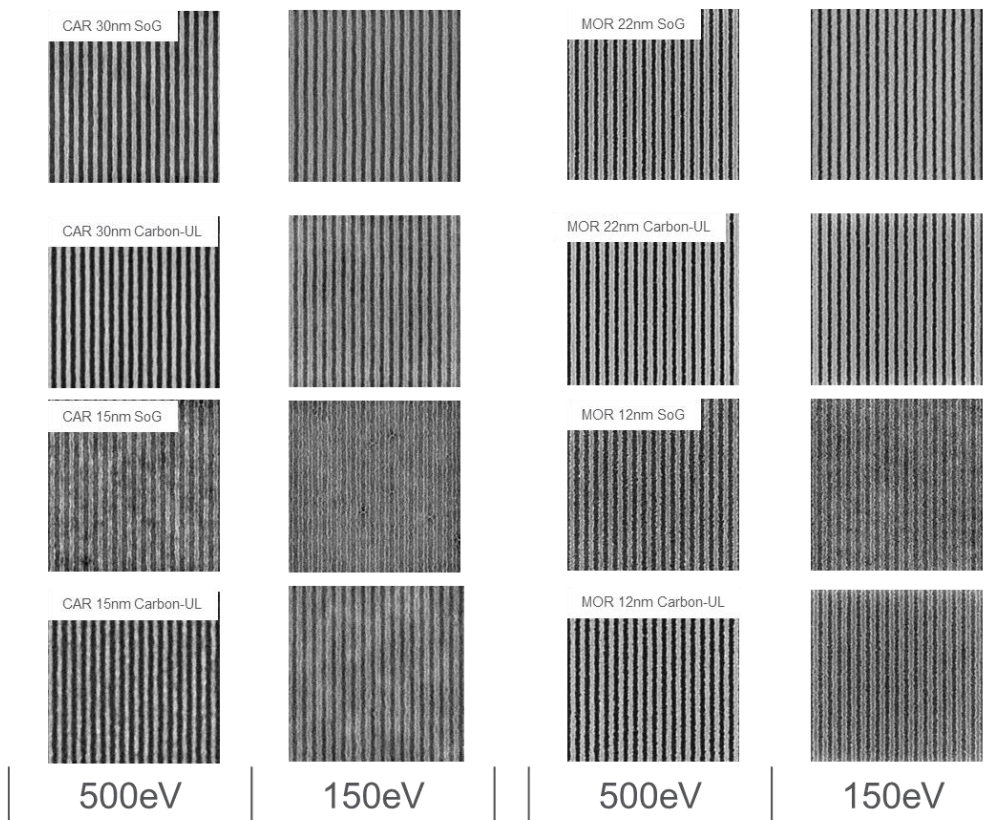 CAR 30nm SoG
MOR 22nm SoG
CAR 30nm Carbon-UL
MOR 22nm Carbon-UL
CAR 15nm SoG
MOR 12nm SoG
CAR 15nm Carbon-UL
MOR 12nm Carbon-UL
500eV
150eV
500eV
150eV